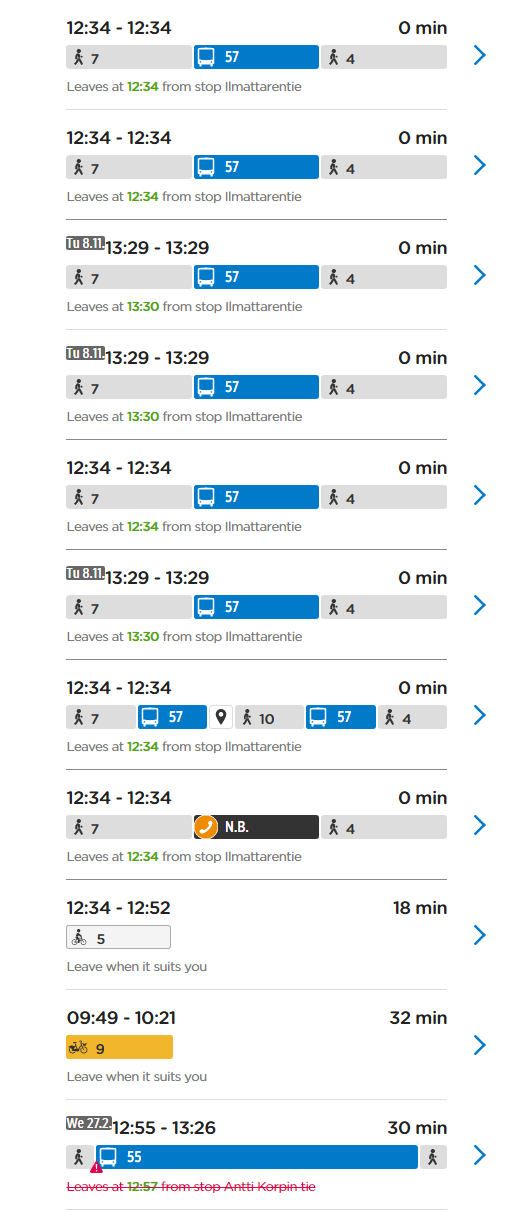 12:34 - 12:34 0 min
7 57 4
Leaves at 12:34 from stop Ilmattarentie
12:34 - 12:34 0 min
7 57 4
Leaves at 12:34 from stop Ilmattarentie
Tu 8.11. 13:29 - 13:29 0 min
7 57 4
Leaves at 13:30 from stop Ilmattarentie
Tu 8.11. 13:29 - 13:29 0 min
7 57 4
Leaves at 13:30 from stop Ilmattarentie
12:34 - 12:34 0 min
7 57 4
Leaves at 12:34 from stop Ilmattarentie
Tu 8.11. 13:29 - 13:29 0 min
7 57 4
Leaves at 13:30 from stop Ilmattarentie
12:34 - 12:34 0 min
7 57 10 57 4
Leaves at 12:34 from stop Ilmattarentie
12:34 - 12:34 0 min
7 N.B. 4
Leaves at 12:34 from stop Ilmattarentie
12:34 - 12:52 18 min
5
Leave when it suits you
09:49 - 10:21 32 min
9
Leave when it suits you
We 27.2. 12:55 - 13:26 30 min
55
Leaves at 12:57 from stop Antti Korpin tie